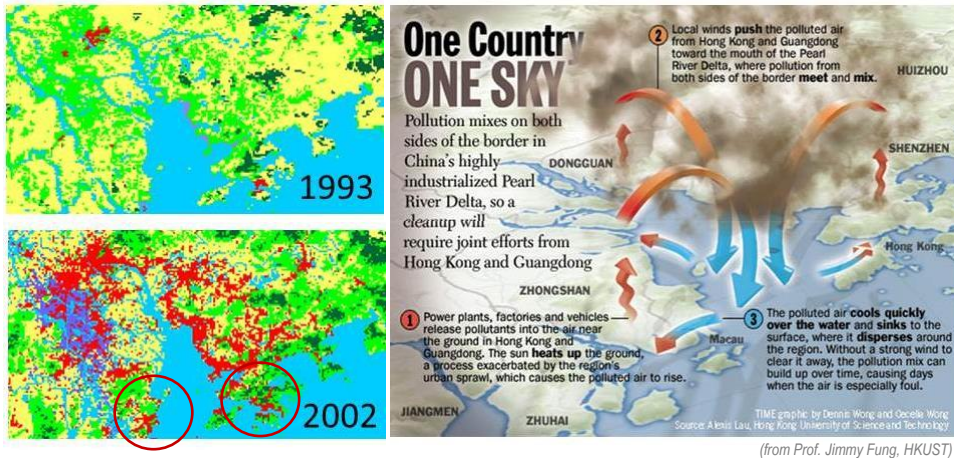 1993
2002
One Country
ONE SKY
Pollution mixes on both
sides of the border in
China's highly
industrialized Pearl
River Delta, so a
cleanup will
require joint efforts from
Hong Kong and Guangdong
2 Local winds push the polluted air
from Hong Kong and Guangdong
toward the mouth of the Pearl
River Delta, where pollution from
both sides of the border meet and mix.
HUIZHOU
DONGGUAN
SHENZHEN
Hong Kong
ZHONGSHAN
1 Power plants, factories and vehicles
release pollutants into the air near
the ground in Hong Kong and
Guangdong. The sun heats up the ground,
a process exacerbated by the region's
urban sprawl, which causes the polluted air to rise.
Macau
3 The polluted air cools quickly
over the water and sinks to the
surface, where it disperses around
the region. Without a strong wind to
clear it away, the pollution mix can
build up over time, causing days
when the air is especially foul.
JIANGMEN
ZHUHAI
TIME graphic by Dennis Wong and Cecelia Wong
Source: Alexis Lau, Hong Kong University of Science and Technology
(from Prof. Jimmy Fung, HKUST)